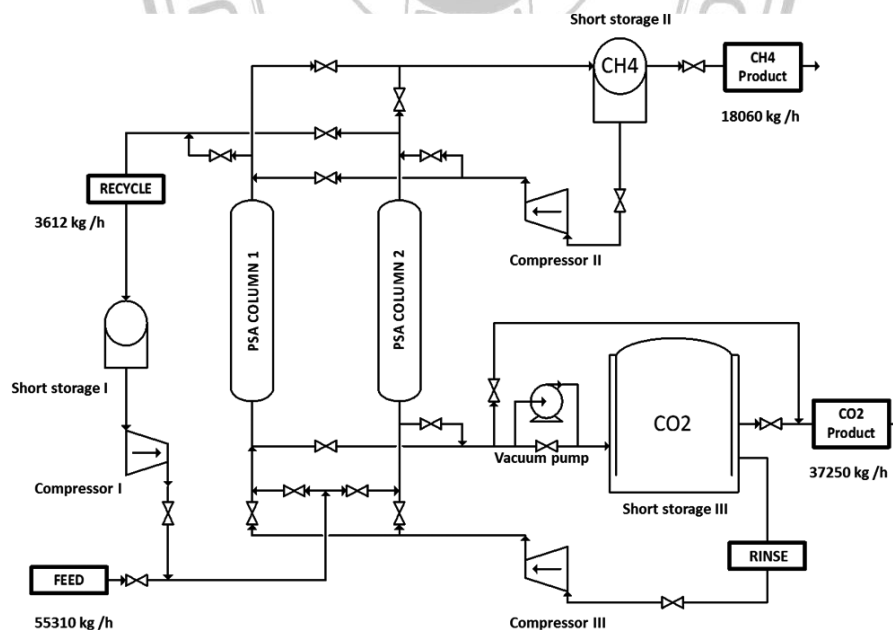 Short storage II
CH4
CH4
Product
18060 kg /h
RECYCLE
3612 kg /h
Compressor II
PSA COLUMN 1
PSA COLUMN 2
Short storage I
CO2
CO2
Product
Vacuum pump
37250 kg /h
Compressor I
Short storage III
RINSE
FEED
55310 kg /h
Compressor III